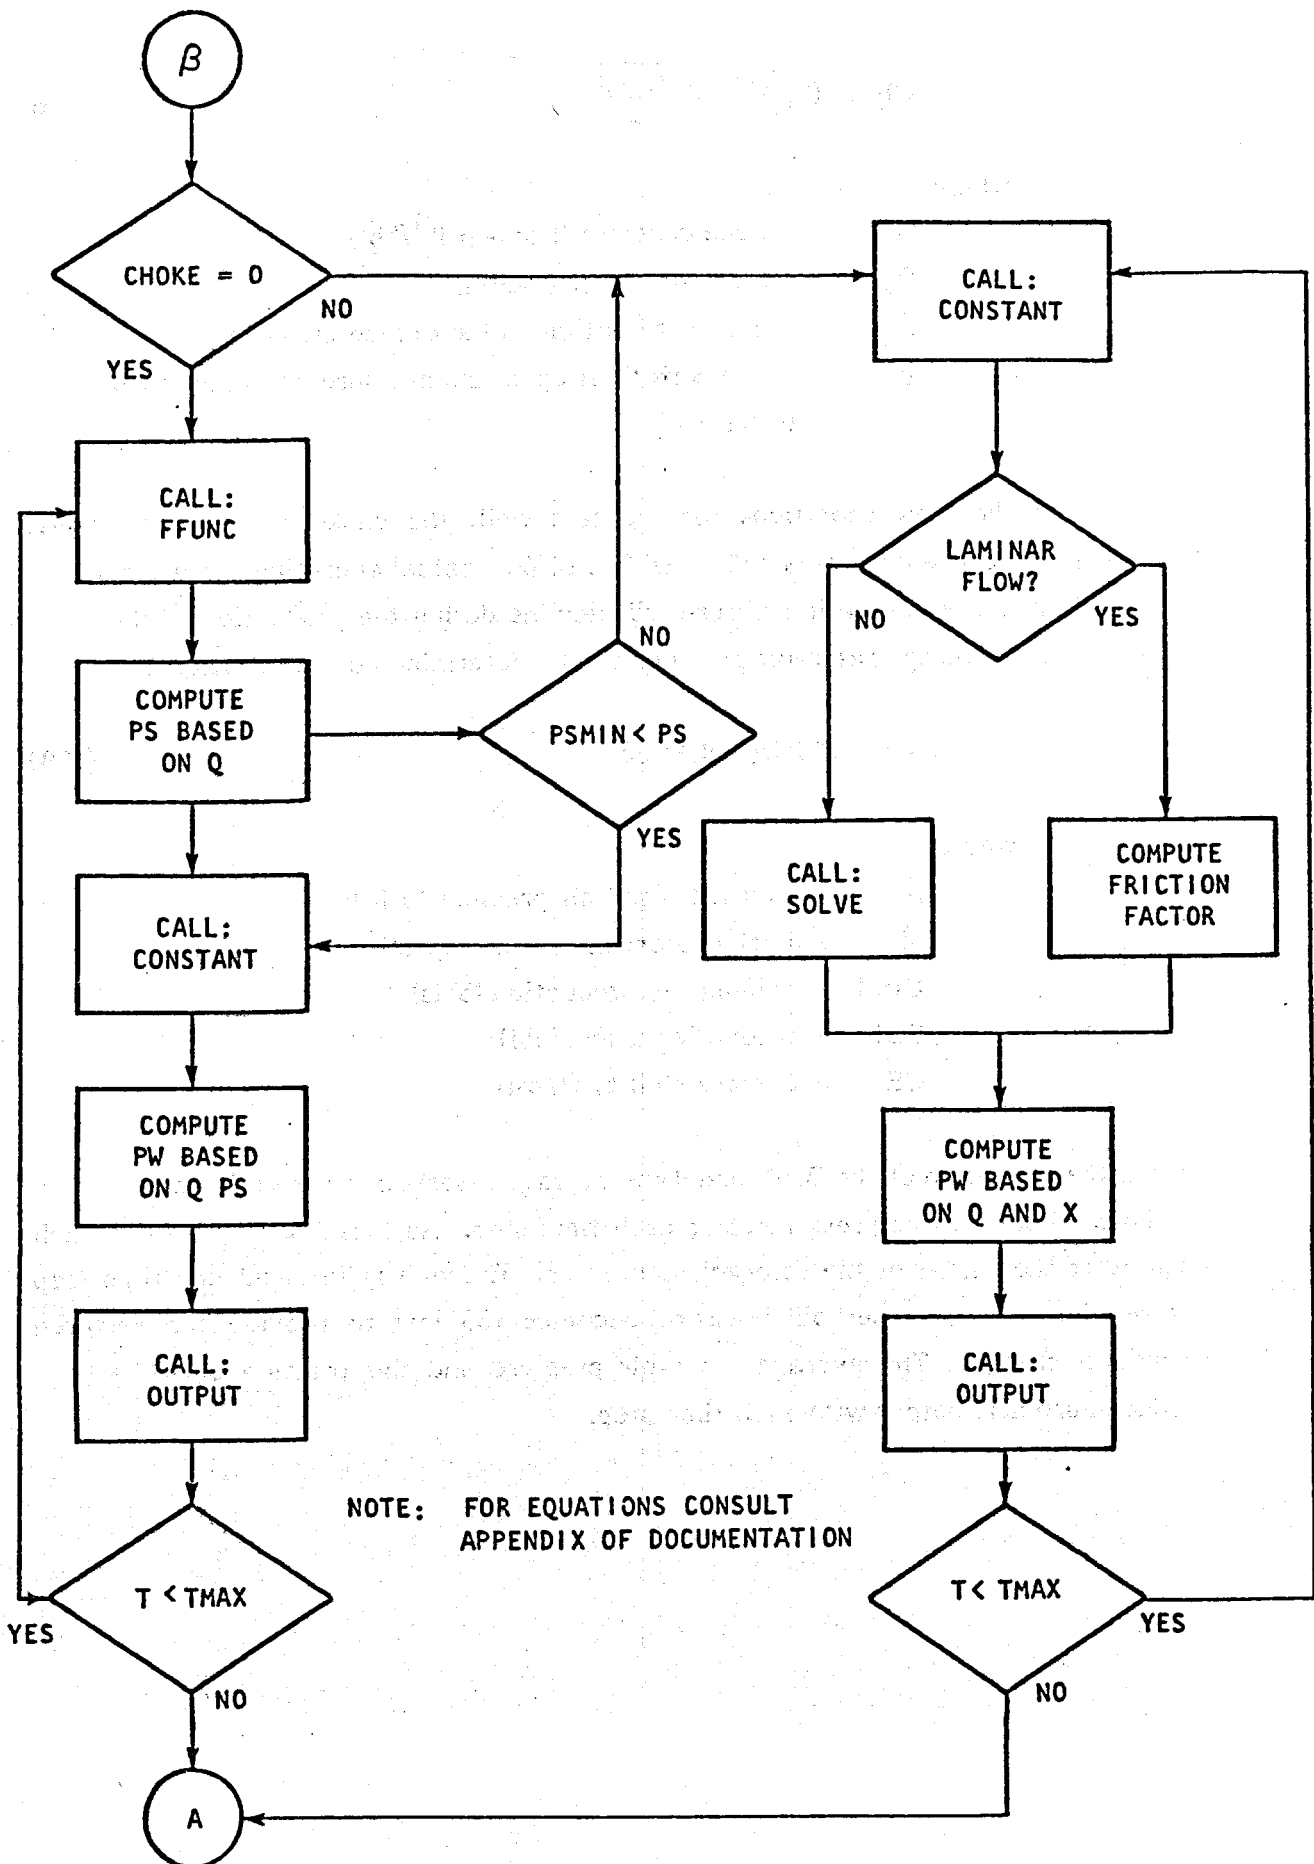 β
CHOKE = 0
NO
YES
CALL:
FFUNC
COMPUTE
PS BASED
ON Q
PSMIN < PS
NO
YES
CALL;
CONSTANT
COMPUTE
PW BASED
ON Q PS
CALL:
OUTPUT
T < TMAX
YES
NO
A
NOTE: FOR EQUATIONS CONSULT
APPENDIX OF DOCUMENTATION
CALL:
CONSTANT
LAMINAR
FLOW?
NO
YES
CALL:
SOLVE
COMPUTE
FRICTION
FACTOR
COMPUTE
PW BASED
ON Q AND X
CALL:
OUTPUT
T < TMAX
YES
NO